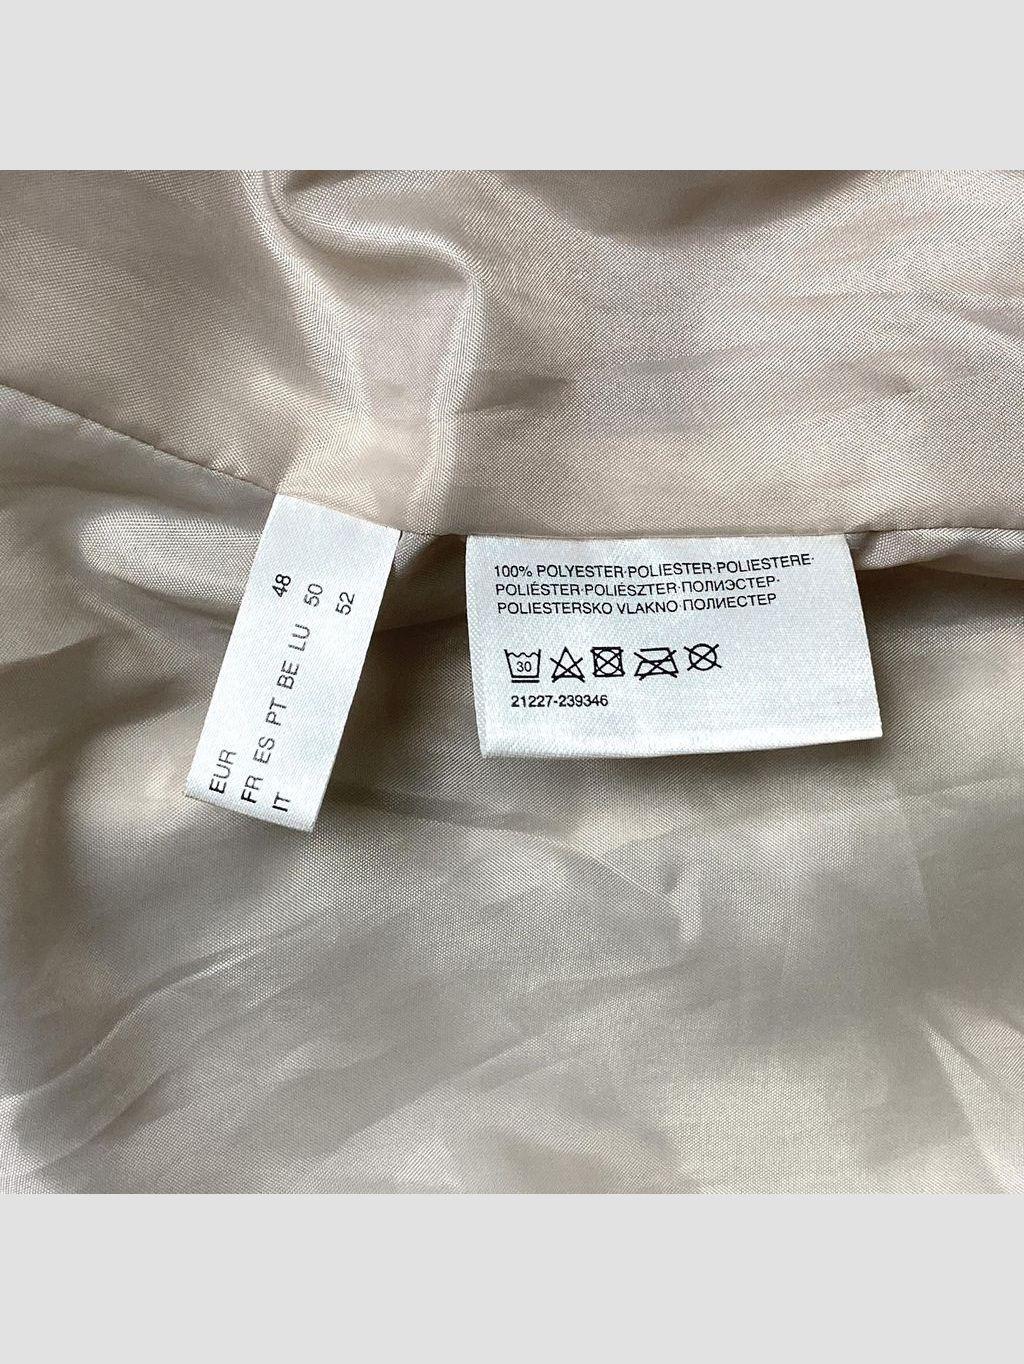 EUR 48
FR ES PT BE LU 50
IT 52
100% POLYESTER·POLIESTER·POLIESTERE·
POLIÉSTER·POLIÉSZTER·ПОЛИЭСТЕР·
POLIESTERSKO VLAKNO·ПОЛИЕСТЕР
30
21227-239346